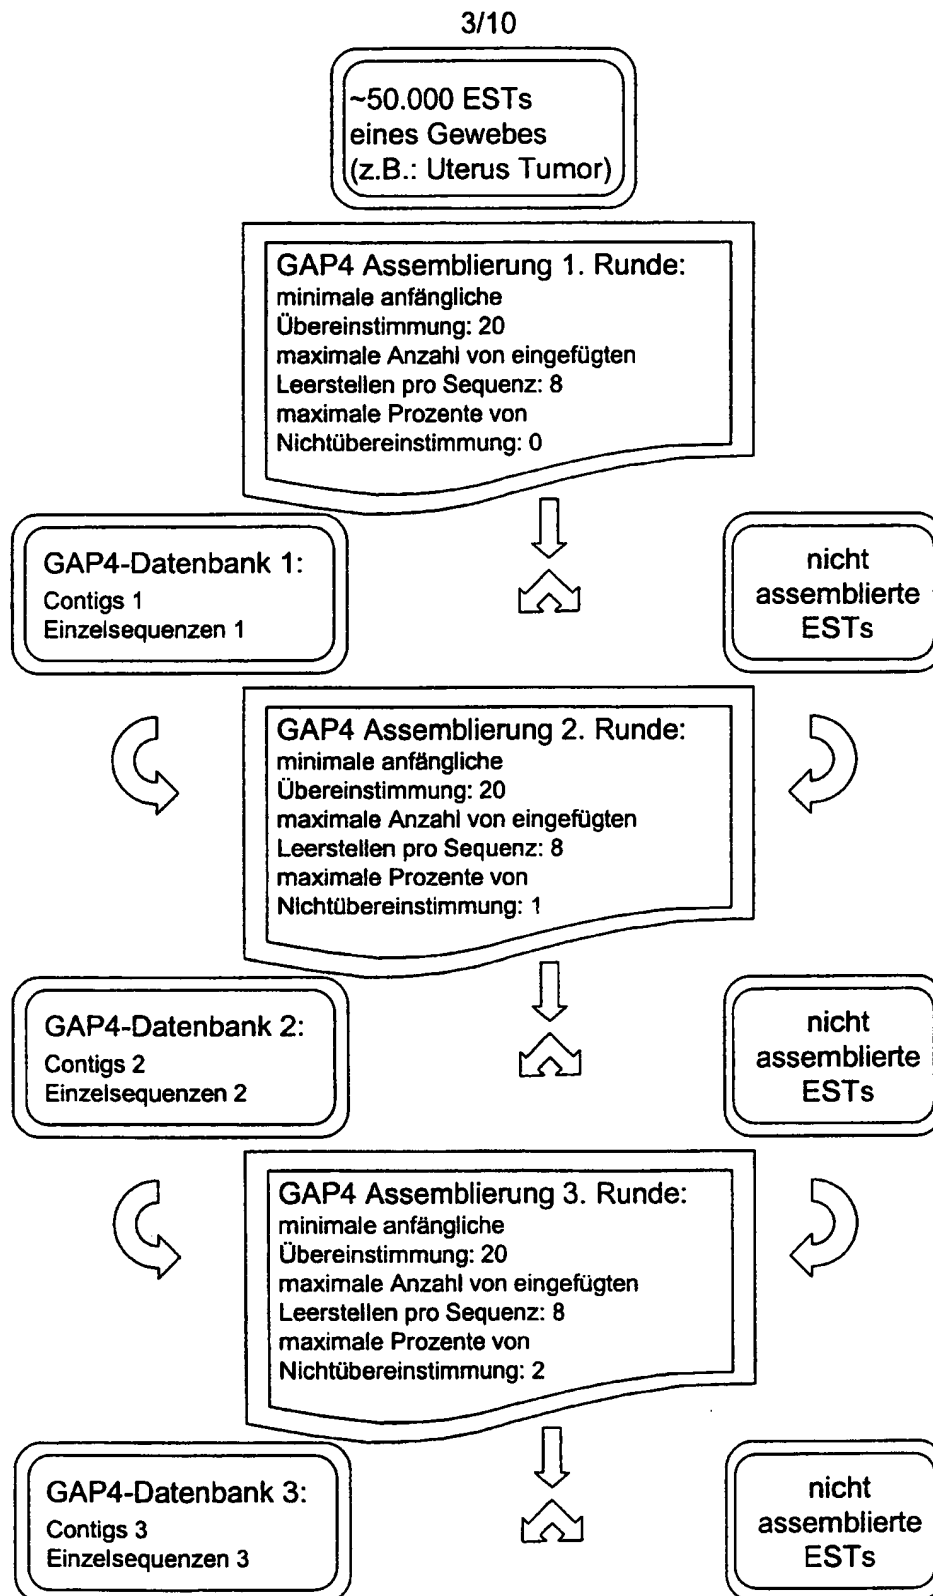 3/10
~50.000 ESTs
eines Gewebes
(z.B.: Uterus Tumor)
GAP4 Assemblierung 1. Runde:
minimale anfängliche
Übereinstimmung: 20
maximale Anzahl von eingefügten
Leerstellen pro Sequenz: 8
maximale Prozente von
Nichtübereinstimmung: 0
GAP4-Datenbank 1:
Contigs 1
Einzelsequenzen 1
nicht
assemblierte
ESTs
GAP4 Assemblierung 2. Runde:
minimale anfängliche
Übereinstimmung: 20
maximale Anzahl von eingefügten
Leerstellen pro Sequenz: 8
maximale Prozente von
Nichtübereinstimmung: 1
GAP4-Datenbank 2:
Contigs 2
Einzelsequenzen 2
nicht
assemblierte
ESTs
GAP4 Assemblierung 3. Runde:
minimale anfängliche
Übereinstimmung: 20
maximale Anzahl von eingefügten
Leerstellen pro Sequenz: 8
maximale Prozente von
Nichtübereinstimmung: 2
GAP4-Datenbank 3:
Contigs 3
Einzelsequenzen 3
nicht
assemblierte
ESTs